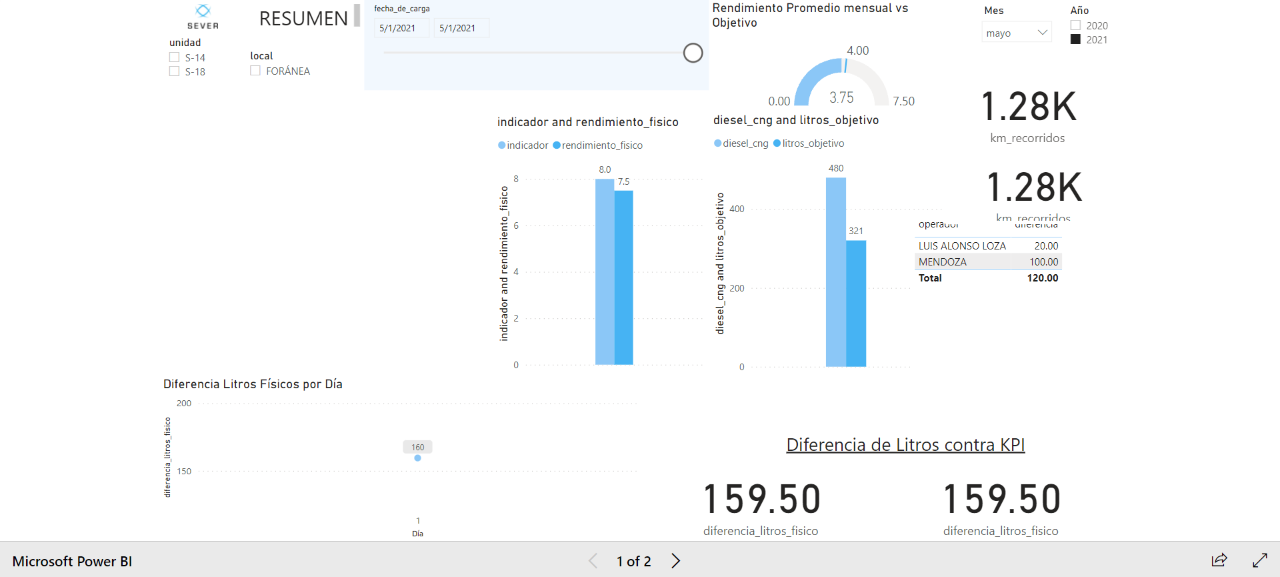 SEVER
RESUMEN
unidad
S-14
S-18
local
FORÁNEA
fecha_de_carga
5/1/2021
5/1/2021
Rendimiento Promedio mensual vs
Objetivo
4.00
0.00
3.75
7.50
Mes
mayo
Año
2020
2021
1.28K
km_recorridos
1.28K
km_recorridos
indicador and rendimiento_fisico
indicador rendimiento_fisico
indicador and rendimiento_fisico
8
6
4
2
0
8.0
7.5
diesel_cng and litros_objetivo
diesel_cng litros_objetivo
diesel_cng and litros_objetivo
400
200
0
480
321
operador diferencia
LUIS ALONSO LOZA 20.00
MENDOZA 100.00
Total 120.00
Diferencia Litros Físicos por Día
diferencia_litros_fisico
200
150
160
1
Día
Diferencia de Litros contra KPI
159.50
diferencia_litros_fisico
159.50
diferencia_litros_fisico
Microsoft Power BI
1 of 2